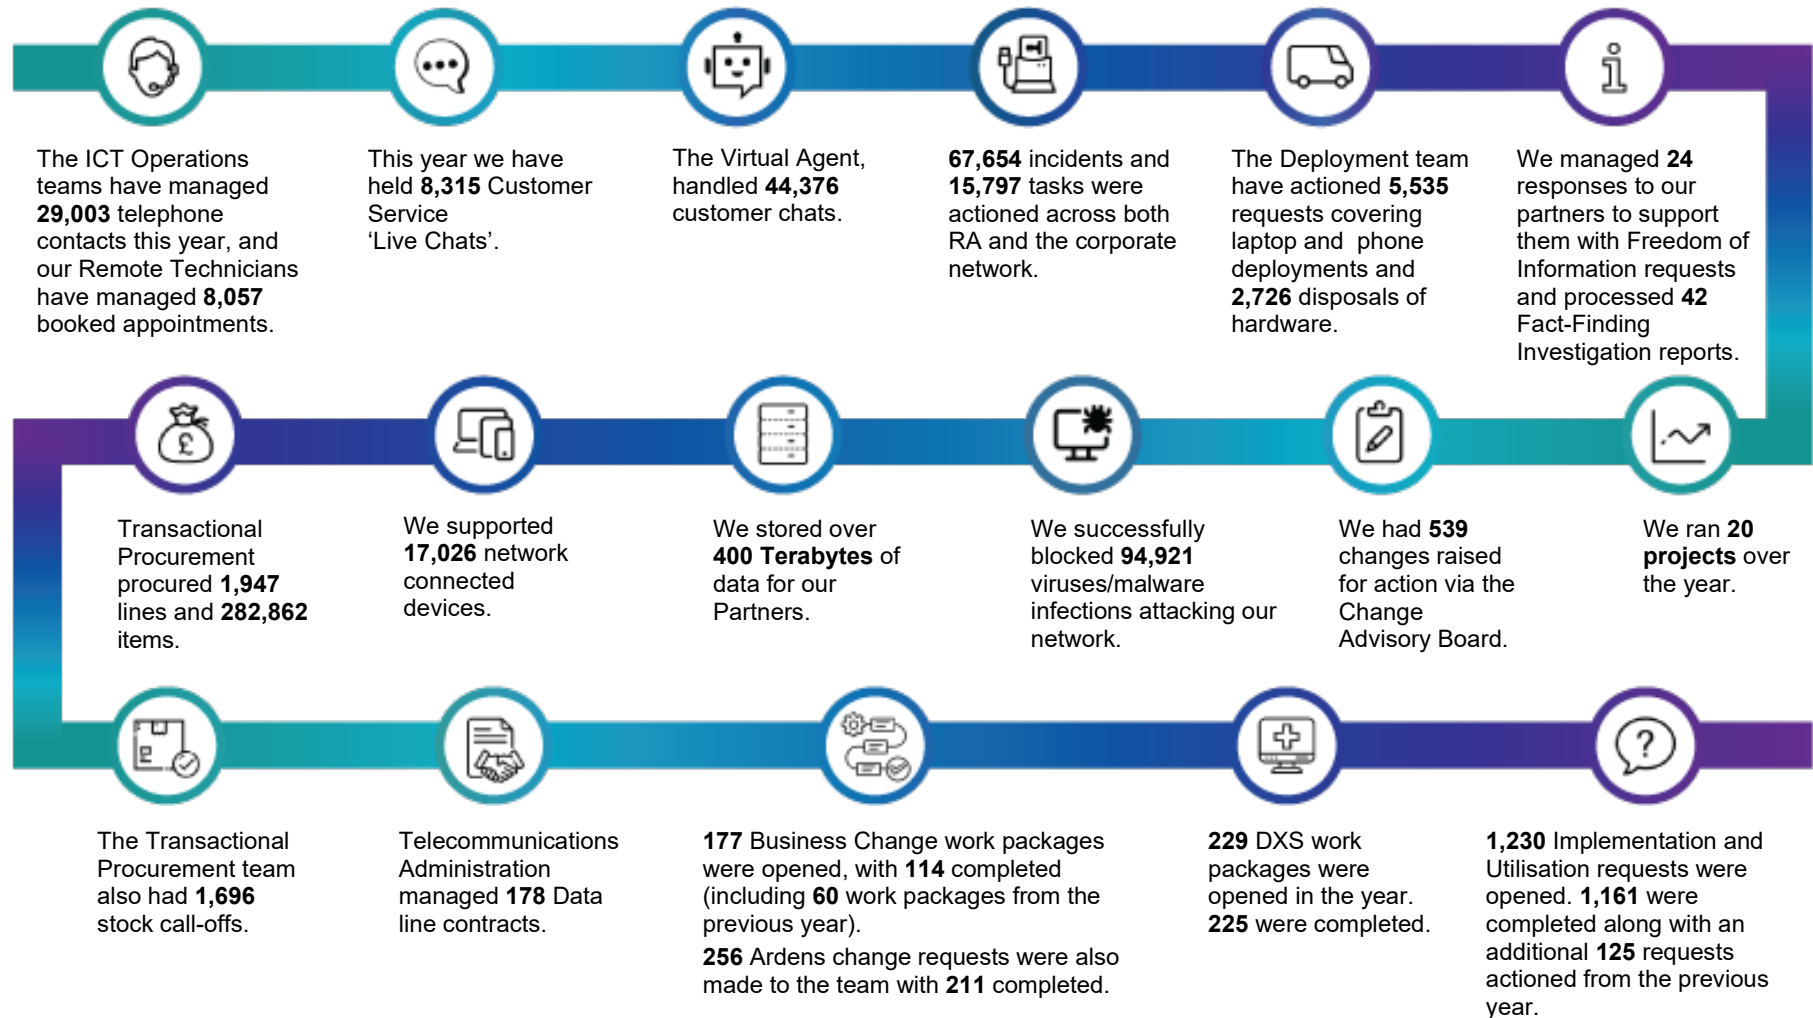 The ICT Operations
teams have managed
29,003 telephone
contacts this year, and
our Remote Technicians
have managed 8,057
booked appointments.
This year we have
held 8,315 Customer
Service
‘Live Chats’.
The Virtual Agent,
handled 44,376
customer chats.
67,654 incidents and
15,797 tasks were
actioned across both
RA and the corporate
network.
The Deployment team
have actioned 5,535
requests covering
laptop and phone
deployments and
2,726 disposals of
hardware.
i
We managed 24
responses to our
partners to support
them with Freedom of
Information requests
and processed 42
Fact-Finding
Investigation reports.
£
Transactional
Procurement
procured 1,947
lines and 282,862
items.
We supported
17,026 network
connected
devices.
We stored over
400 Terabytes of
data for our
Partners.
We successfully
blocked 94,921
viruses/malware
infections attacking our
network.
We had 539
changes raised
for action via the
Change
Advisory Board.
We ran 20
projects over
the year.
The Transactional
Procurement team
also had 1,696
stock call-offs.
Telecommunications
Administration
managed 178 Data
line contracts.
177 Business Change work packages
were opened, with 114 completed
(including 60 work packages from the
previous year).
256 Ardens change requests were also
made to the team with 211 completed.
229 DXS work
packages were
opened in the year.
225 were completed.
?
1,230 Implementation and
Utilisation requests were
opened. 1,161 were
completed along with an
additional 125 requests
actioned from the previous
year.